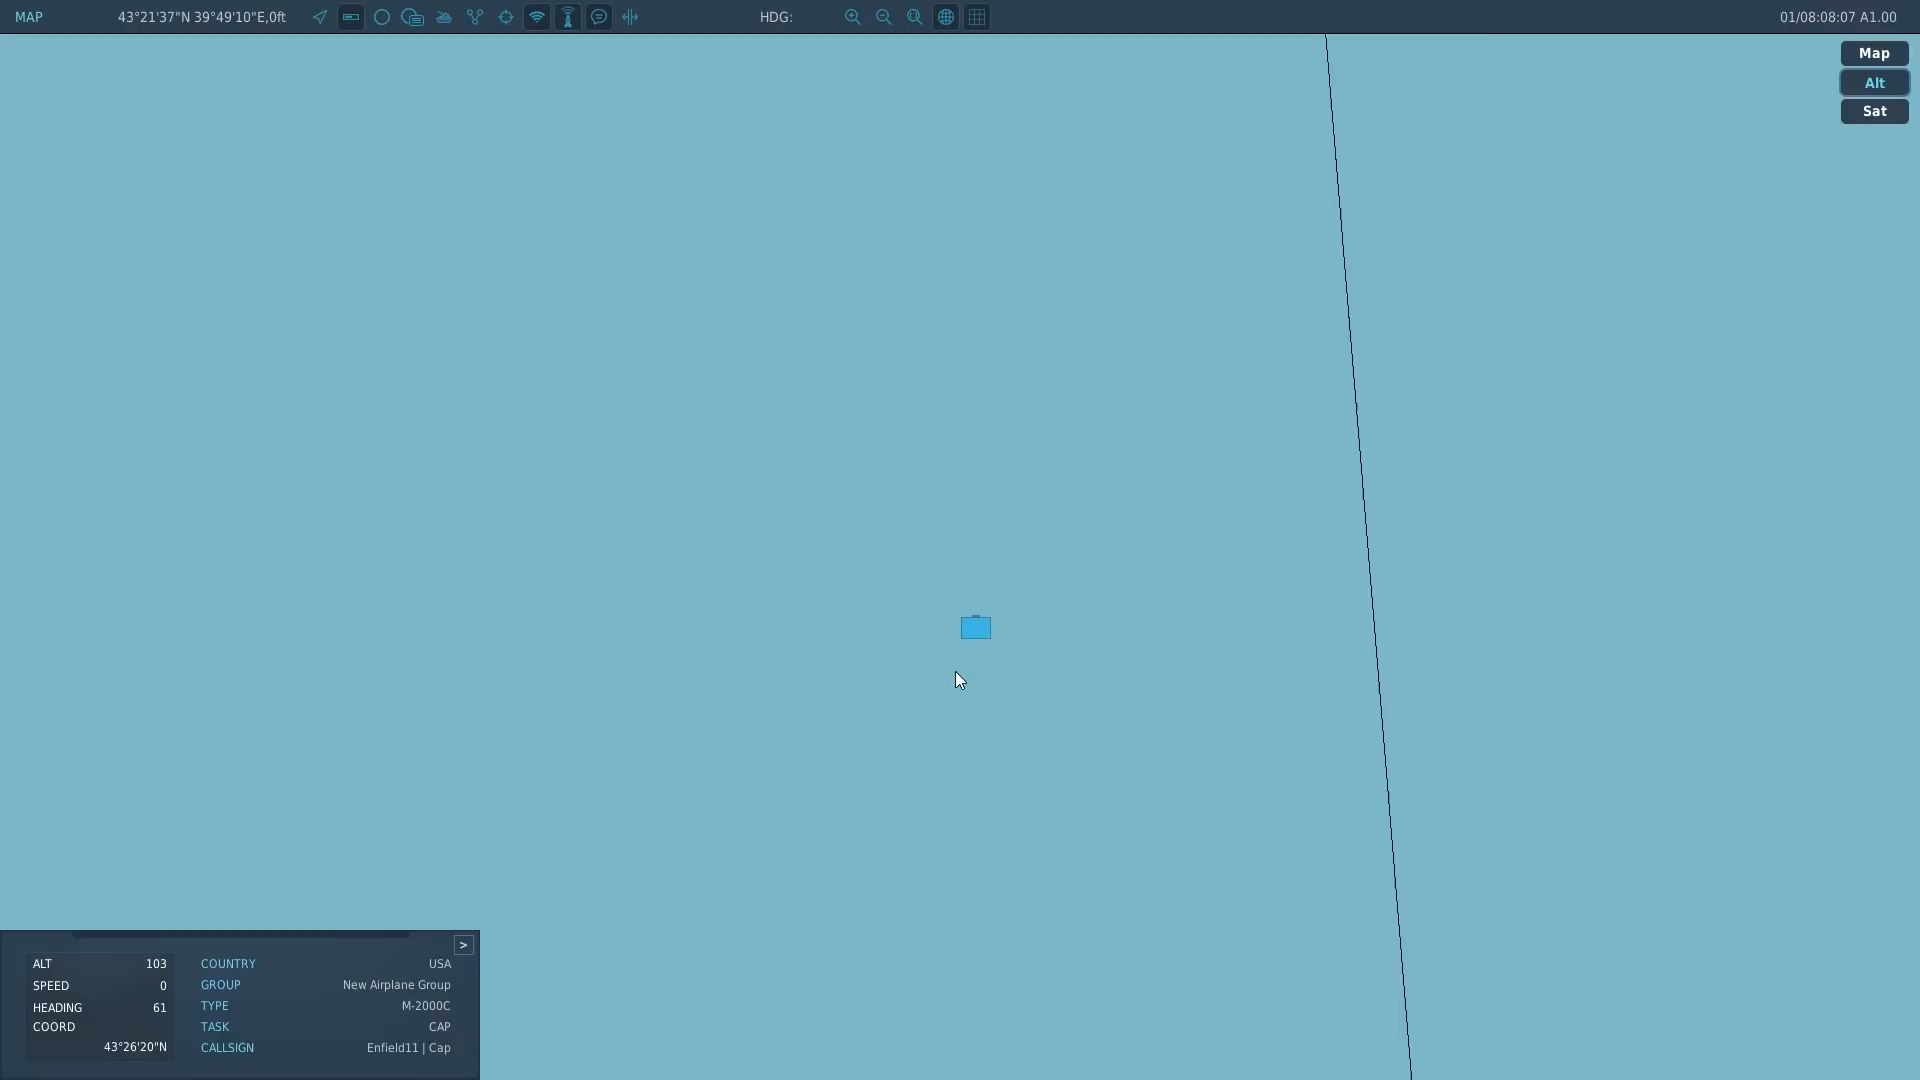 MAP 43°21'37"N 39°49'10"E,0ft HDG: 01/08:08:07 A1.00
Map
Alt
Sat
>
ALT 103 COUNTRY USA
SPEED 0 GROUP New Airplane Group
HEADING 61 TYPE M-2000C
COORD TASK CAP
43°26'20"N CALLSIGN Enfield11 | Cap